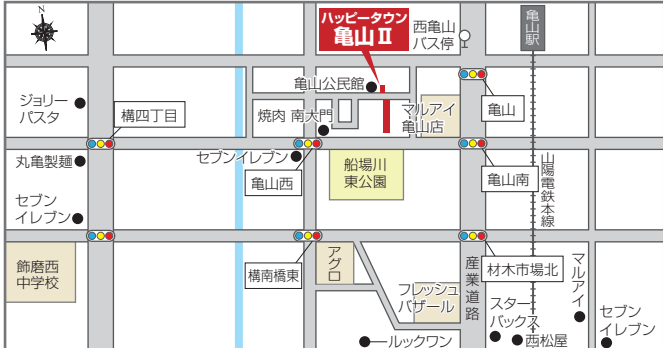 N
ハッピータウン
亀山Ⅱ
西亀山
バス停
亀山駅
亀山公民館
ジョリー
パスタ
構四丁目
焼肉 南大門
マルアイ
亀山店
亀山
丸亀製麺
セブンイレブン
亀山西
船場川
東公園
亀山南
山陽電鉄本線
セブン
イレブン
飾磨西
中学校
構南橋東
アグロ
フレッシュ
バザール
産業道路
材木市場北
スター
バックス
マルアイ
セブン
イレブン
ルックワン
西松屋